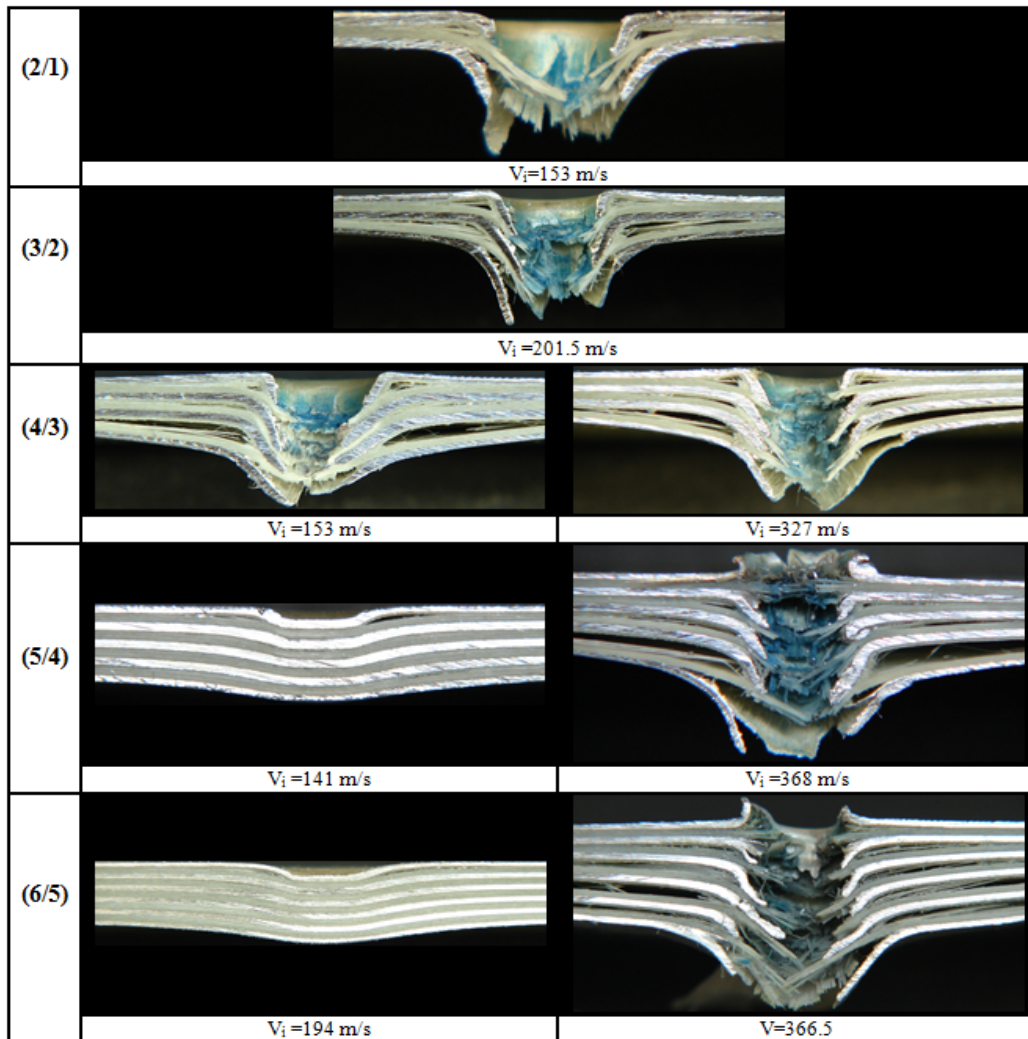 (2/1)
Vᵢ=153 m/s
(3/2)
Vᵢ =201.5 m/s
(4/3)
Vᵢ =153 m/s
Vᵢ =327 m/s
(5/4)
Vᵢ =141 m/s
Vᵢ =368 m/s
(6/5)
Vᵢ =194 m/s
V=366.5